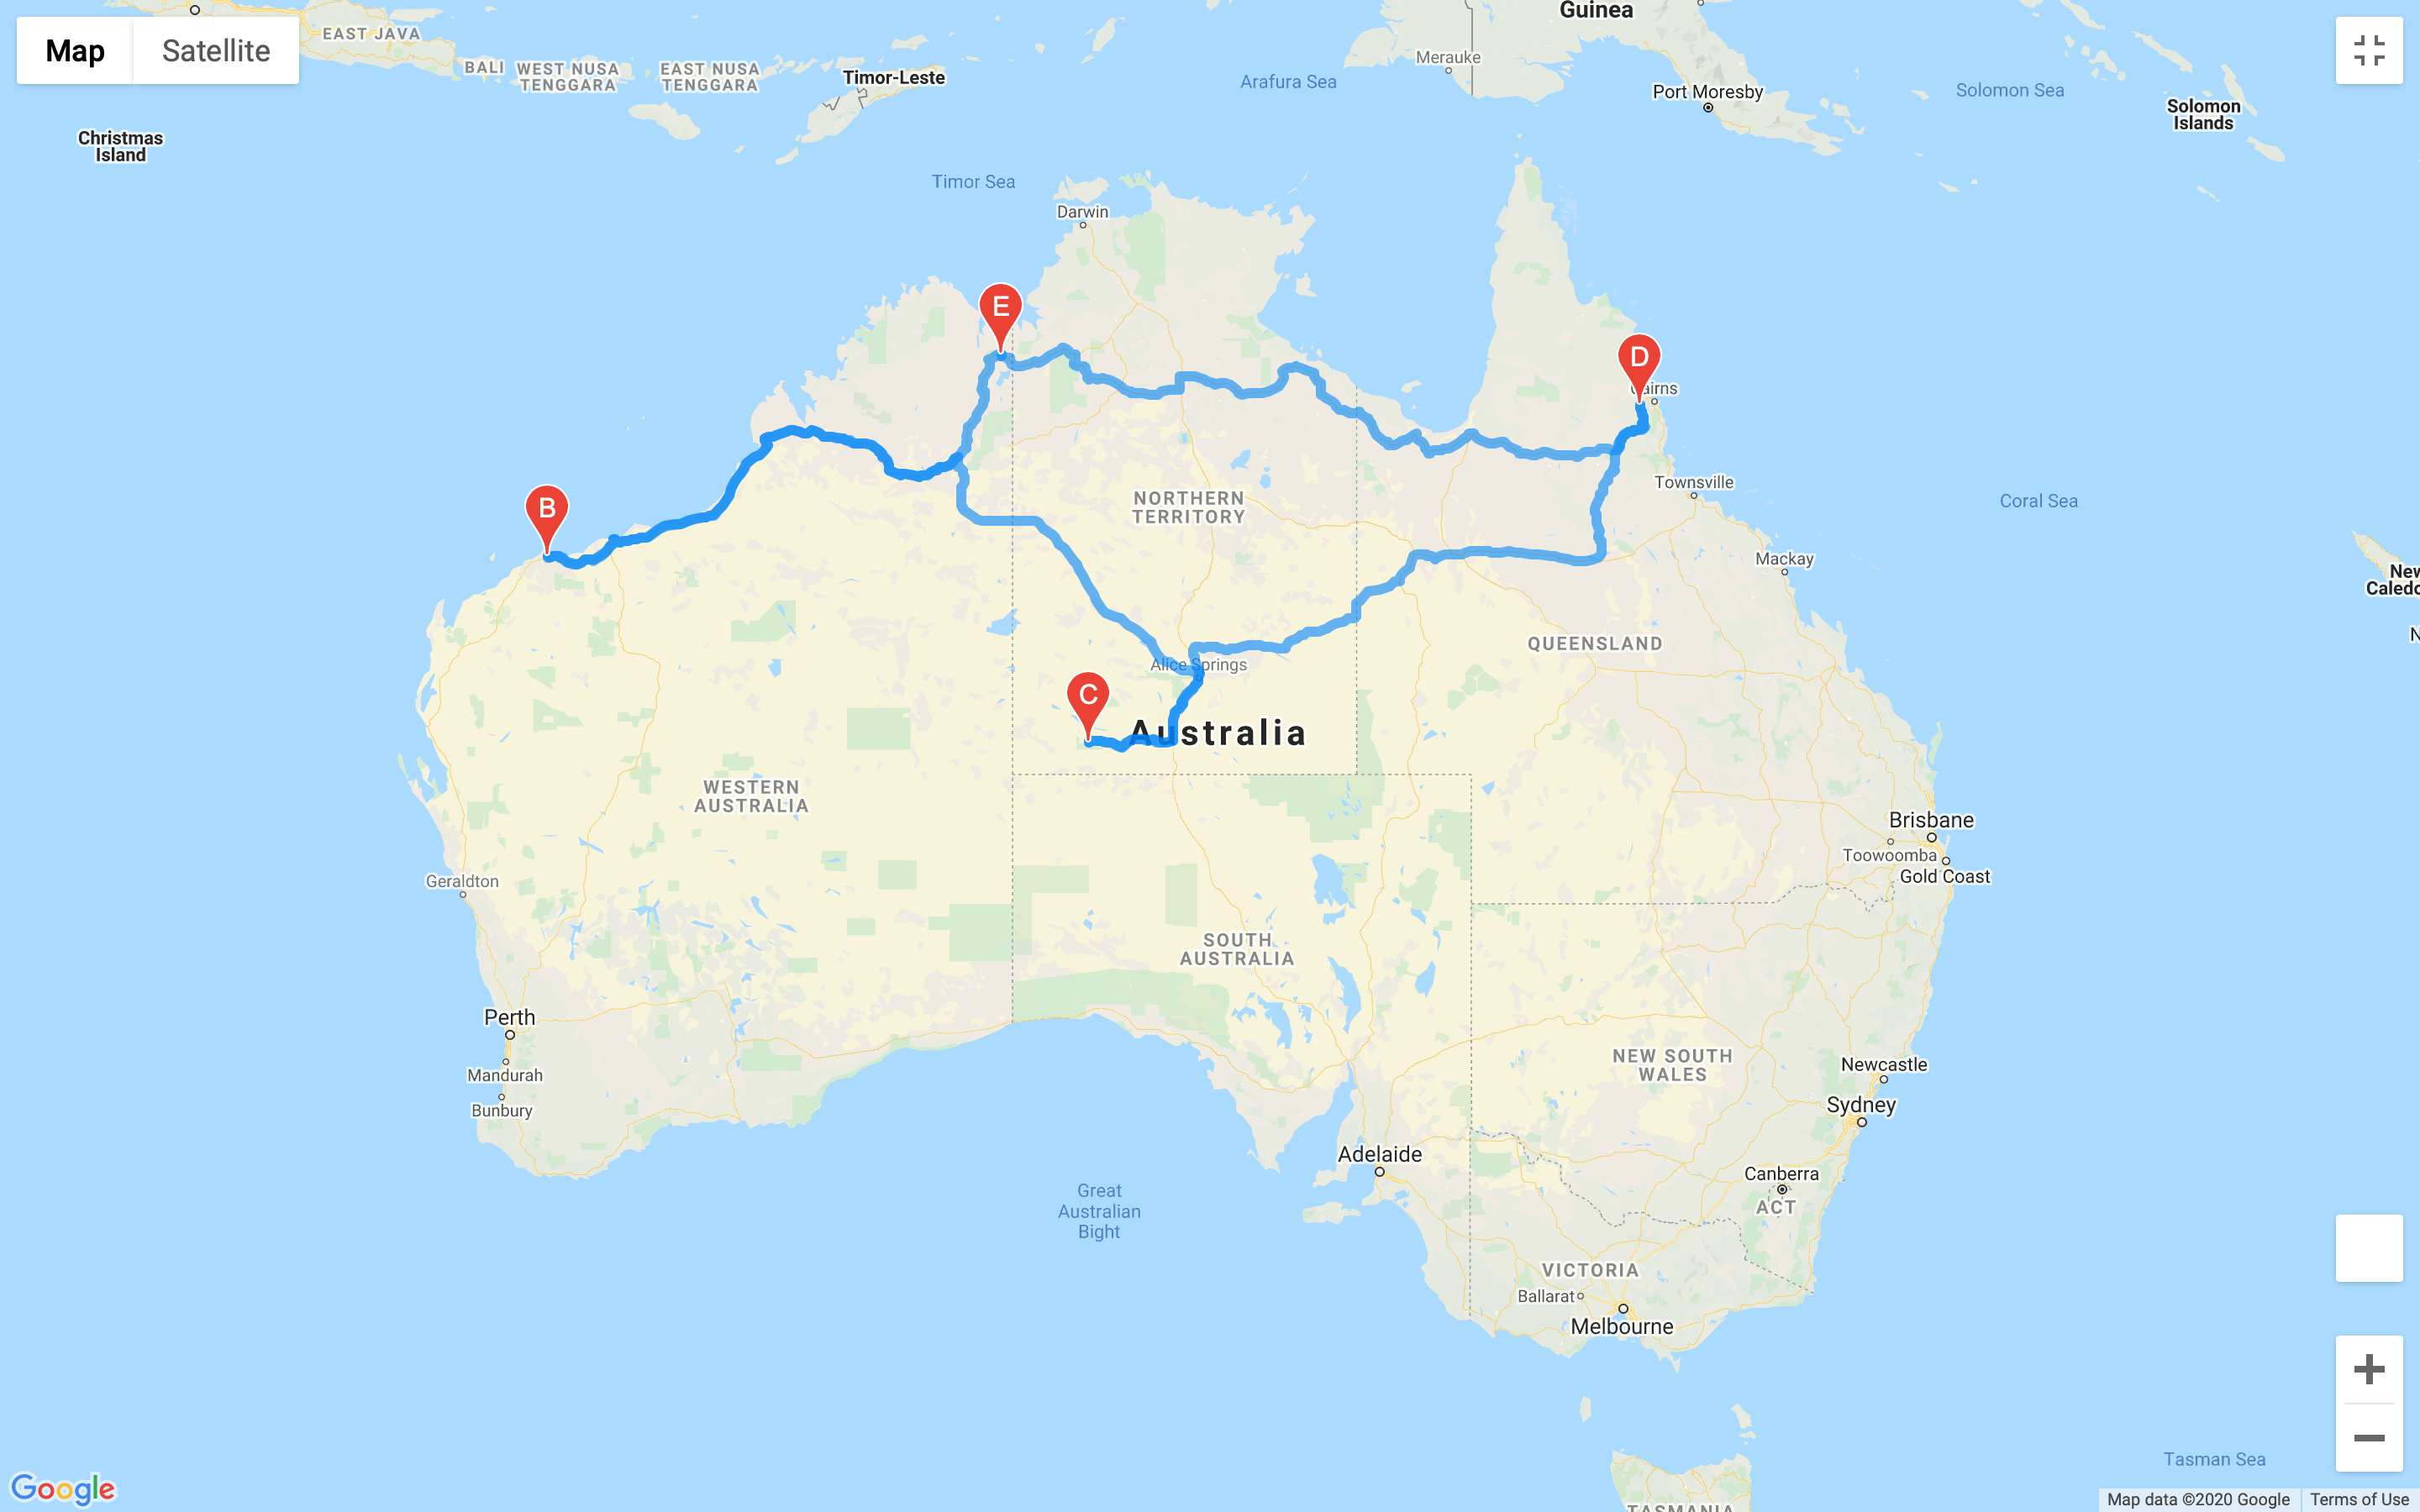 Map
Satellite
EAST JAVA
BALI
WEST NUSA
TENGGARA
EAST NUSA
TENGGARA
Timor-Leste
Arafura Sea
Merauke
Guinea
Port Moresby
Solomon Sea
Solomon
Islands
Christmas
Island
Timor Sea
Darwin
E
D
Cairns
B
NORTHERN
TERRITORY
Townsville
Coral Sea
Mackay
New
Caledo
N
QUEENSLAND
Alice Springs
C
Australia
WESTERN
AUSTRALIA
Brisbane
Toowoomba
Gold Coast
Geraldton
SOUTH
AUSTRALIA
Perth
Mandurah
Bunbury
NEW SOUTH
WALES
Newcastle
Sydney
Adelaide
Canberra
ACT
Great
Australian
Bight
VICTORIA
Ballarat
Melbourne
Tasman Sea
TASMANIA
Google
Map data ©2020 Google
Terms of Use